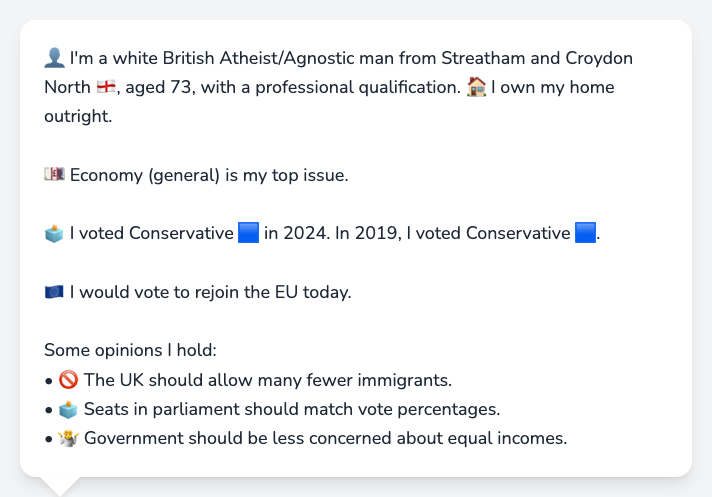 👤 I'm a white British Atheist/Agnostic man from Streatham and Croydon
North 🏴󠁧󠁢󠁥󠁮󠁧󠁿, aged 73, with a professional qualification. 🏠 I own my home
outright.
💷 Economy (general) is my top issue.
🗳️ I voted Conservative 🟦 in 2024. In 2019, I voted Conservative 🟦.
🇪🇺 I would vote to rejoin the EU today.
Some opinions I hold:
• 🚫 The UK should allow many fewer immigrants.
• 🗳️ Seats in parliament should match vote percentages.
• 🤷 Government should be less concerned about equal incomes.